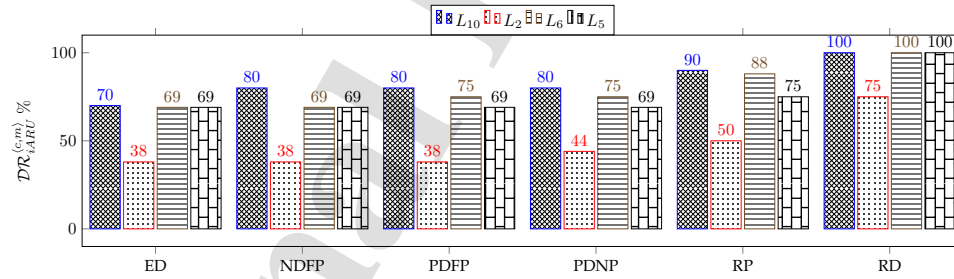 L10 L2 L6 L5
DR^(c,m)_iARU %
100
50
0
70 38 69 69
80 38 69 69
80 38 75 69
80 44 75 69
90 50 88 75
100 75 100 100
ED NDFP PDFP PDNP RP RD